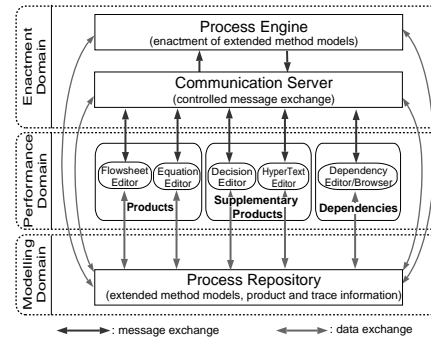 Enactment
Domain
Process Engine
(enactment of extended method models)
Communication Server
(controlled message exchange)
Performance
Domain
Flowsheet
Editor
Equation
Editor
Products
Decision
Editor
HyperText
Editor
Supplementary
Products
Dependency
Editor/Browser
Dependencies
Modelling
Domain
Process Repository
(extended method models, product and trace information)
: message exchange
: data exchange